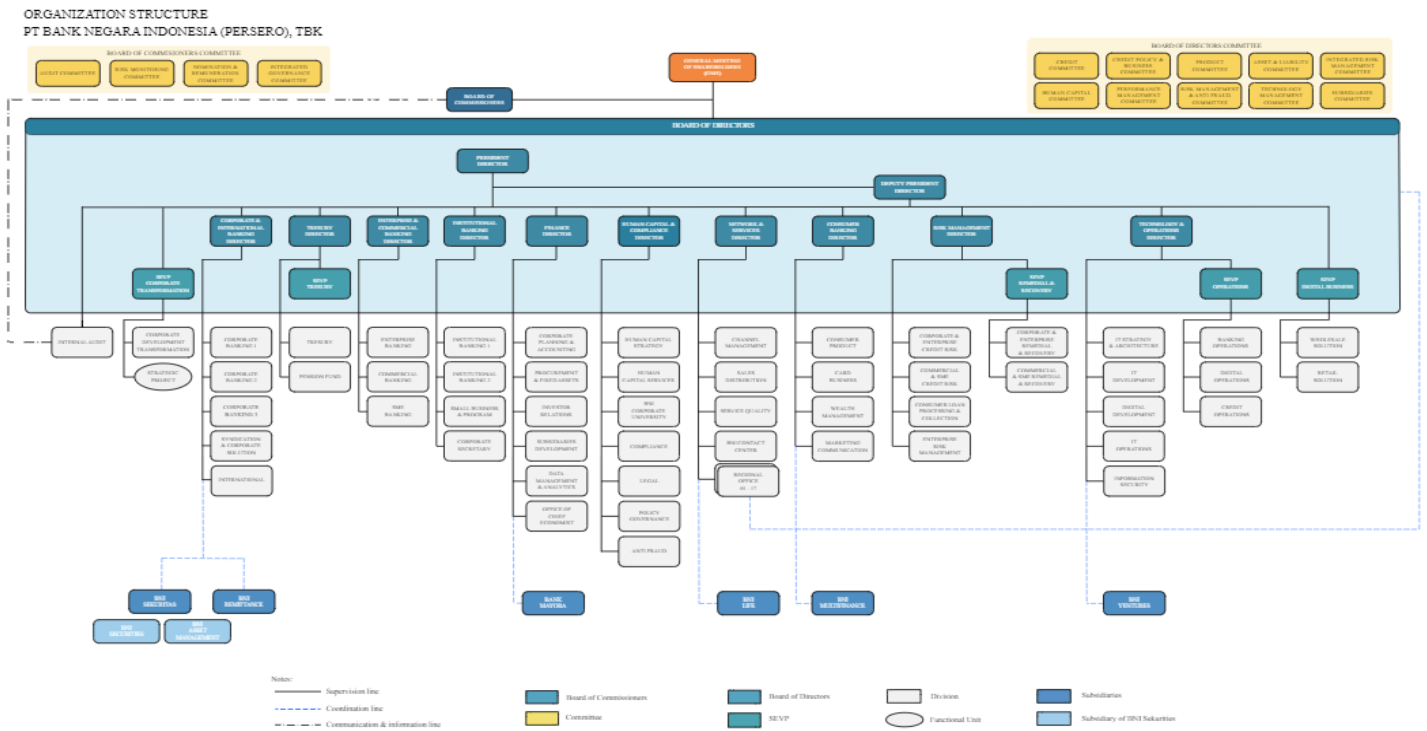 ORGANIZATION STRUCTURE
PT BANK NEGARA INDONESIA (PERSERO), TBK
BOARD OF COMMISIONERS COMMITTEE
AUDIT COMMITTEE
RISK MONITORING
COMMITTEE
NOMINATION &
REMUNERATION
COMMITTEE
INTEGRATED
GOVERNANCE
COMMITTEE
GENERAL MEETING
OF SHAREHOLDERS
(GMS)
BOARD OF DIRECTORS COMMITTEE
CREDIT
COMMITTEE
CREDIT POLICY &
BUSINESS
COMMITTEE
PRODUCT
COMMITTEE
ASSET & LIABILITY
COMMITTEE
INTEGRATED RISK
MANAGEMENT
COMMITTEE
HUMAN CAPITAL
COMMITTEE
PERFORMANCE
MANAGEMENT
COMMITTEE
RISK MANAGEMENT
& ANTI FRAUD
COMMITTEE
TECHNOLOGY
MANAGEMENT
COMMITTEE
SUBSIDIARIES
COMMITTEE
BOARD OF
COMMISSIONERS
BOARD OF DIRECTORS
PRESIDENT
DIRECTOR
DEPUTY PRESIDENT
DIRECTOR
CORPORATE &
INTERNATIONAL
BANKING
DIRECTOR
TRESURY
DIRECTOR
ENTERPRISE &
COMMERCIAL
BANKING
DIRECTOR
INSTITUTIONAL
BANKING
DIRECTOR
FINANCE
DIRECTOR
HUMAN CAPITAL &
COMPLIANCE
DIRECTOR
NETWORK &
SERVICES
DIRECTOR
CONSUMER
BANKING
DIRECTOR
RISK MANAGEMENT
DIRECTOR
TECHNOLOGY &
OPERATIONS
DIRECTOR
SEVP
CORPORATE
TRANSFORMATION
SEVP
TRESURY
SEVP
REMEDIAL &
RECOVERY
SEVP
OPERATIONS
SEVP
DIGITAL BUSINESS
INTERNAL AUDIT
CORPORATE
DEVELOPMENT
TRANSFORMATION
STRATEGIC
PROJECT
CORPORATE
BANKING 1
CORPORATE
BANKING 2
CORPORATE
BANKING 3
SYNDICATION
& CORPORATE
SOLUTION
INTERNATIONAL
TRESURY
PENSION FUND
ENTERPRISE
BANKING
COMMERCIAL
BANKING
SME
BANKING
INSTITUTIONAL
BANKING 1
INSTITUTIONAL
BANKING 2
SMALL BUSINESS
& PROGRAM
CORPORATE
SECRETARY
CORPORATE
PLANNING &
ACCOUNTING
PROCUREMENT
& FIXED ASSETS
INVESTOR
RELATIONS
SUBSIDIARIES
DEVELOPMENT
DATA
MANAGEMENT
& ANALYTICS
OFFICE OF
CHIEF
ECONOMIST
HUMAN CAPITAL
STRATEGY
HUMAN
CAPITAL SERVICES
BNI
CORPORATE
UNIVERSITY
COMPLIANCE
LEGAL
POLICY
GOVERNANCE
ANTI FRAUD
CHANNEL
MANAGEMENT
SALES
DISTRIBUTION
SERVICE QUALITY
BNI CONTACT
CENTER
REGIONAL
OFFICE
01 - 17
CONSUMER
PRODUCT
CARD
BUSINESS
WEALTH
MANAGEMENT
MARKETING
COMMUNICATION
CORPORATE &
ENTERPRISE
CREDIT RISK
COMMERCIAL
& SME
CREDIT RISK
CONSUMER LOAN
PROCESSING &
COLLECTION
ENTERPRISE
RISK
MANAGEMENT
CORPORATE &
ENTERPRISE
REMEDIAL
& RECOVERY
COMMERCIAL
& SME REMEDIAL
& RECOVERY
IT STRATEGY
& ARCHITECTURE
IT
DEVELOPMENT
DIGITAL
DEVELOPMENT
IT
OPERATIONS
INFORMATION
SECURITY
BANKING
OPERATIONS
DIGITAL
OPERATIONS
CREDIT
OPERATIONS
WHOLESALE
SOLUTION
RETAIL
SOLUTION
BNI
SEKURITAS
BNI
REMITTANCE
BNI
SECURITIES
BNI
ASSET
MANAGEMENT
BANK
MAYORA
BNI
LIFE
BNI
MULTIFINANCE
BNI
VENTURES
Notes:
Supervision line
Coordination line
Communication & information line
Board of Commissioners
Committee
Board of Directors
SEVP
Division
Functional Unit
Subsidiaries
Subsidiary of BNI Sekuritas